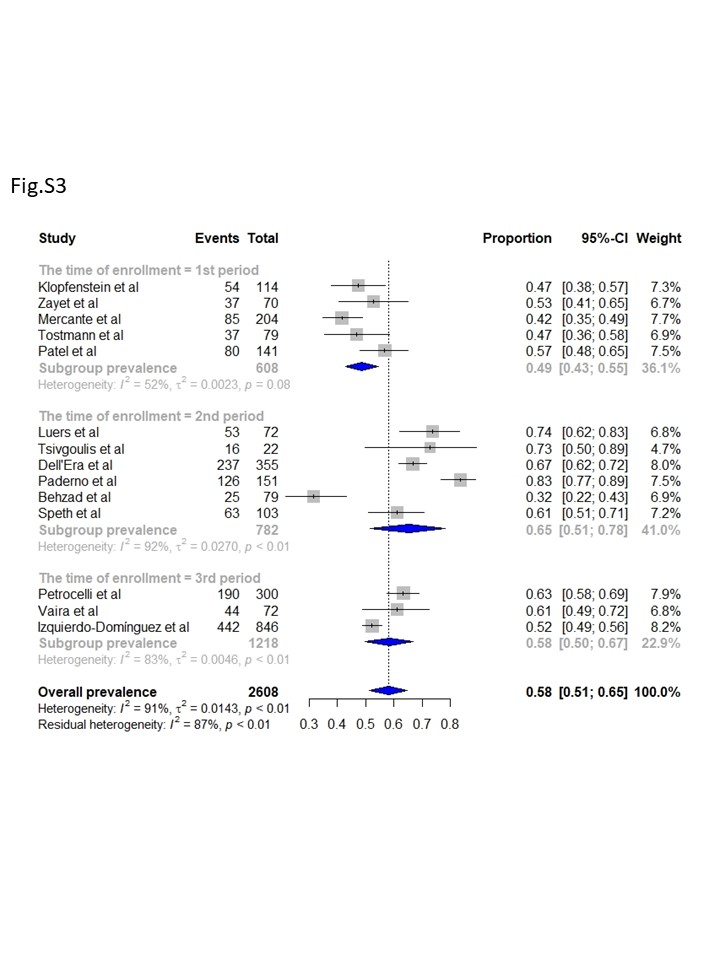 Fig.S3
Study Events Total Proportion 95%-CI Weight
The time of enrollment = 1st period
Klopfenstein et al 54 114 0.47 [0.38; 0.57] 7.3%
Zayet et al 37 70 0.53 [0.41; 0.65] 6.7%
Mercante et al 85 204 0.42 [0.35; 0.49] 7.7%
Tostmann et al 37 79 0.47 [0.36; 0.58] 6.9%
Patel et al 80 141 0.57 [0.48; 0.65] 7.5%
Subgroup prevalence 608 0.49 [0.43; 0.55] 36.1%
Heterogeneity: I² = 52%, τ² = 0.0023, p = 0.08
The time of enrollment = 2nd period
Luers et al 53 72 0.74 [0.62; 0.83] 6.8%
Tsivgoulis et al 16 22 0.73 [0.50; 0.89] 4.7%
Dell'Era et al 237 355 0.67 [0.62; 0.72] 8.0%
Paderno et al 126 151 0.83 [0.77; 0.89] 7.5%
Behzad et al 25 79 0.32 [0.22; 0.43] 6.9%
Speth et al 63 103 0.61 [0.51; 0.71] 7.2%
Subgroup prevalence 782 0.65 [0.51; 0.78] 41.0%
Heterogeneity: I² = 92%, τ² = 0.0270, p < 0.01
The time of enrollment = 3rd period
Petrocelli et al 190 300 0.63 [0.58; 0.69] 7.9%
Vaira et al 44 72 0.61 [0.49; 0.72] 6.8%
Izquierdo-Domínguez et al 442 846 0.52 [0.49; 0.56] 8.2%
Subgroup prevalence 1218 0.58 [0.50; 0.67] 22.9%
Heterogeneity: I² = 83%, τ² = 0.0046, p < 0.01
Overall prevalence 2608 0.58 [0.51; 0.65] 100.0%
Heterogeneity: I² = 91%, τ² = 0.0143, p < 0.01
Residual heterogeneity: I² = 87%, p < 0.01 0.3 0.4 0.5 0.6 0.7 0.8